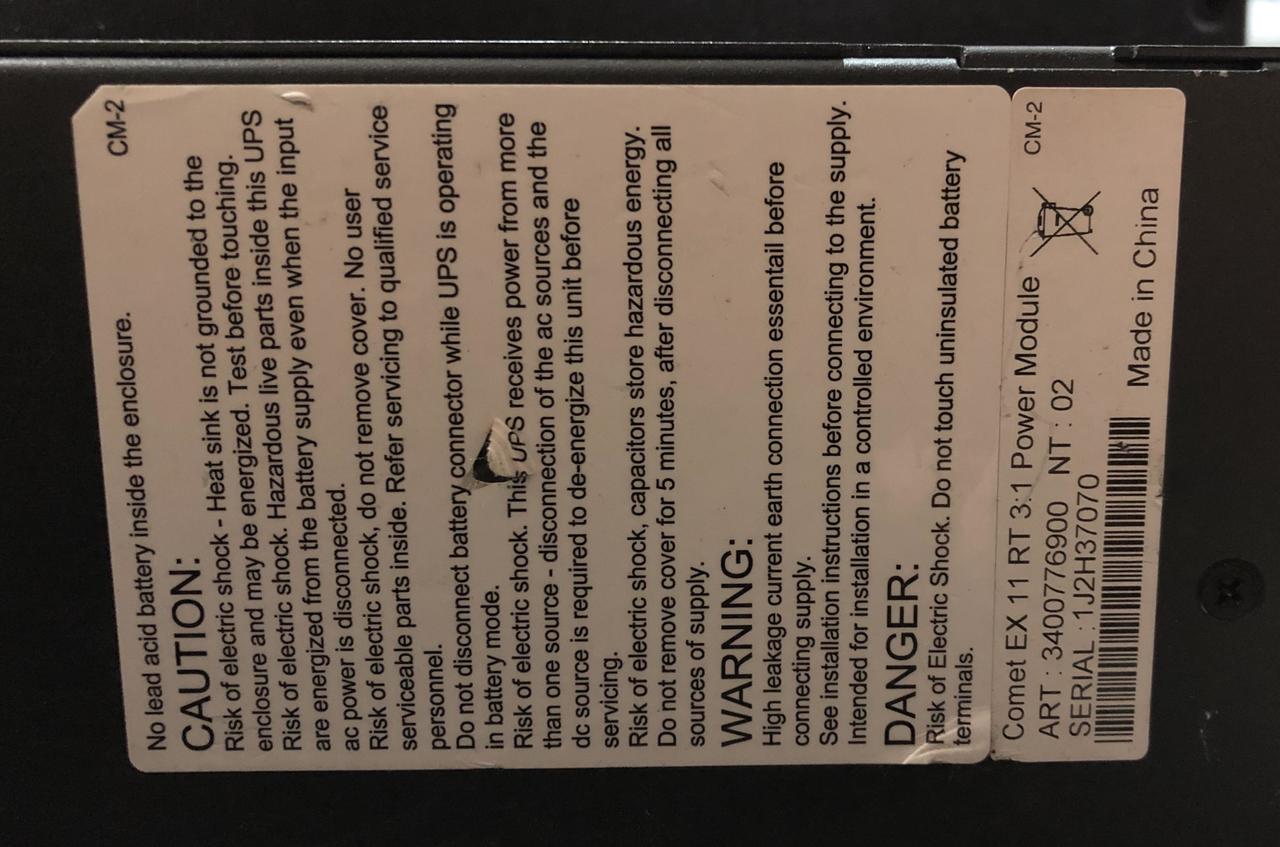 CM-2
No lead acid battery inside the enclosure.
CAUTION:
Risk of electric shock - Heat sink is not grounded to the
enclosure and may be energized. Test before touching.
Risk of electric shock. Hazardous live parts inside this UPS
are energized from the battery supply even when the input
ac power is disconnected.
Risk of electric shock, do not remove cover. No user
serviceable parts inside. Refer servicing to qualified service
personnel.
Do not disconnect battery connector while UPS is operating
in battery mode.
Risk of electric shock. This UPS receives power from more
than one source - disconnection of the ac sources and the
dc source is required to de-energize this unit before
servicing.
Risk of electric shock, capacitors store hazardous energy.
Do not remove cover for 5 minutes, after disconnecting all
sources of supply.
WARNING:
High leakage current earth connection essentail before
connecting supply.
See installation instructions before connecting to the supply.
Intended for installation in a controlled environment.
DANGER:
Risk of Electric Shock. Do not touch uninsulated battery
terminals.
Comet EX 11 RT 3:1 Power Module CM-2
ART : 3400776900 NT : 02
SERIAL : 1J2H37070
Made in China